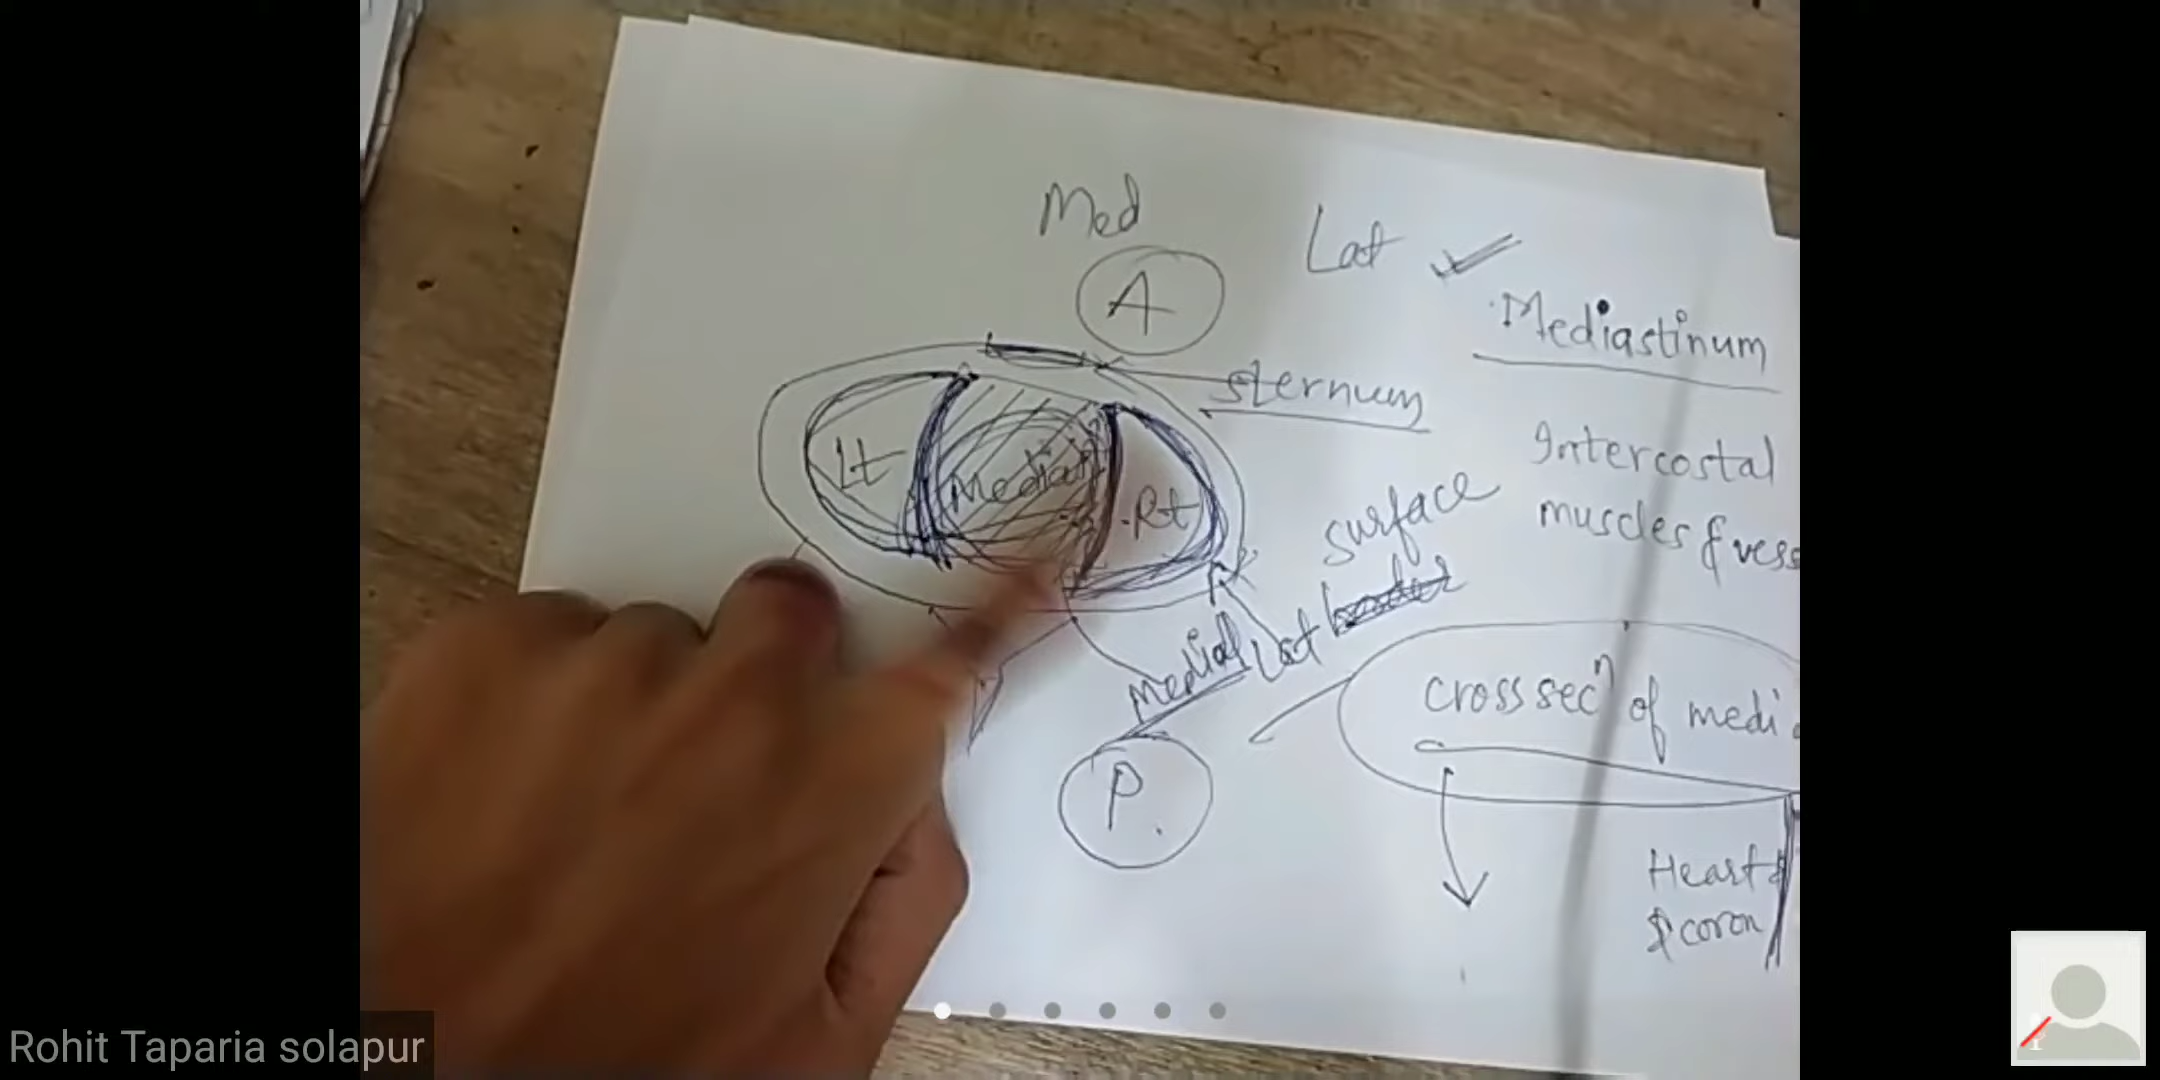 Med
Lat
A
Mediastinum
sternum
Lt
Median
Rt
Intercostal
muscles & vess
surface
Medial Lat
cross secⁿ of medi
P.
Heart &
& coron
Rohit Taparia solapur